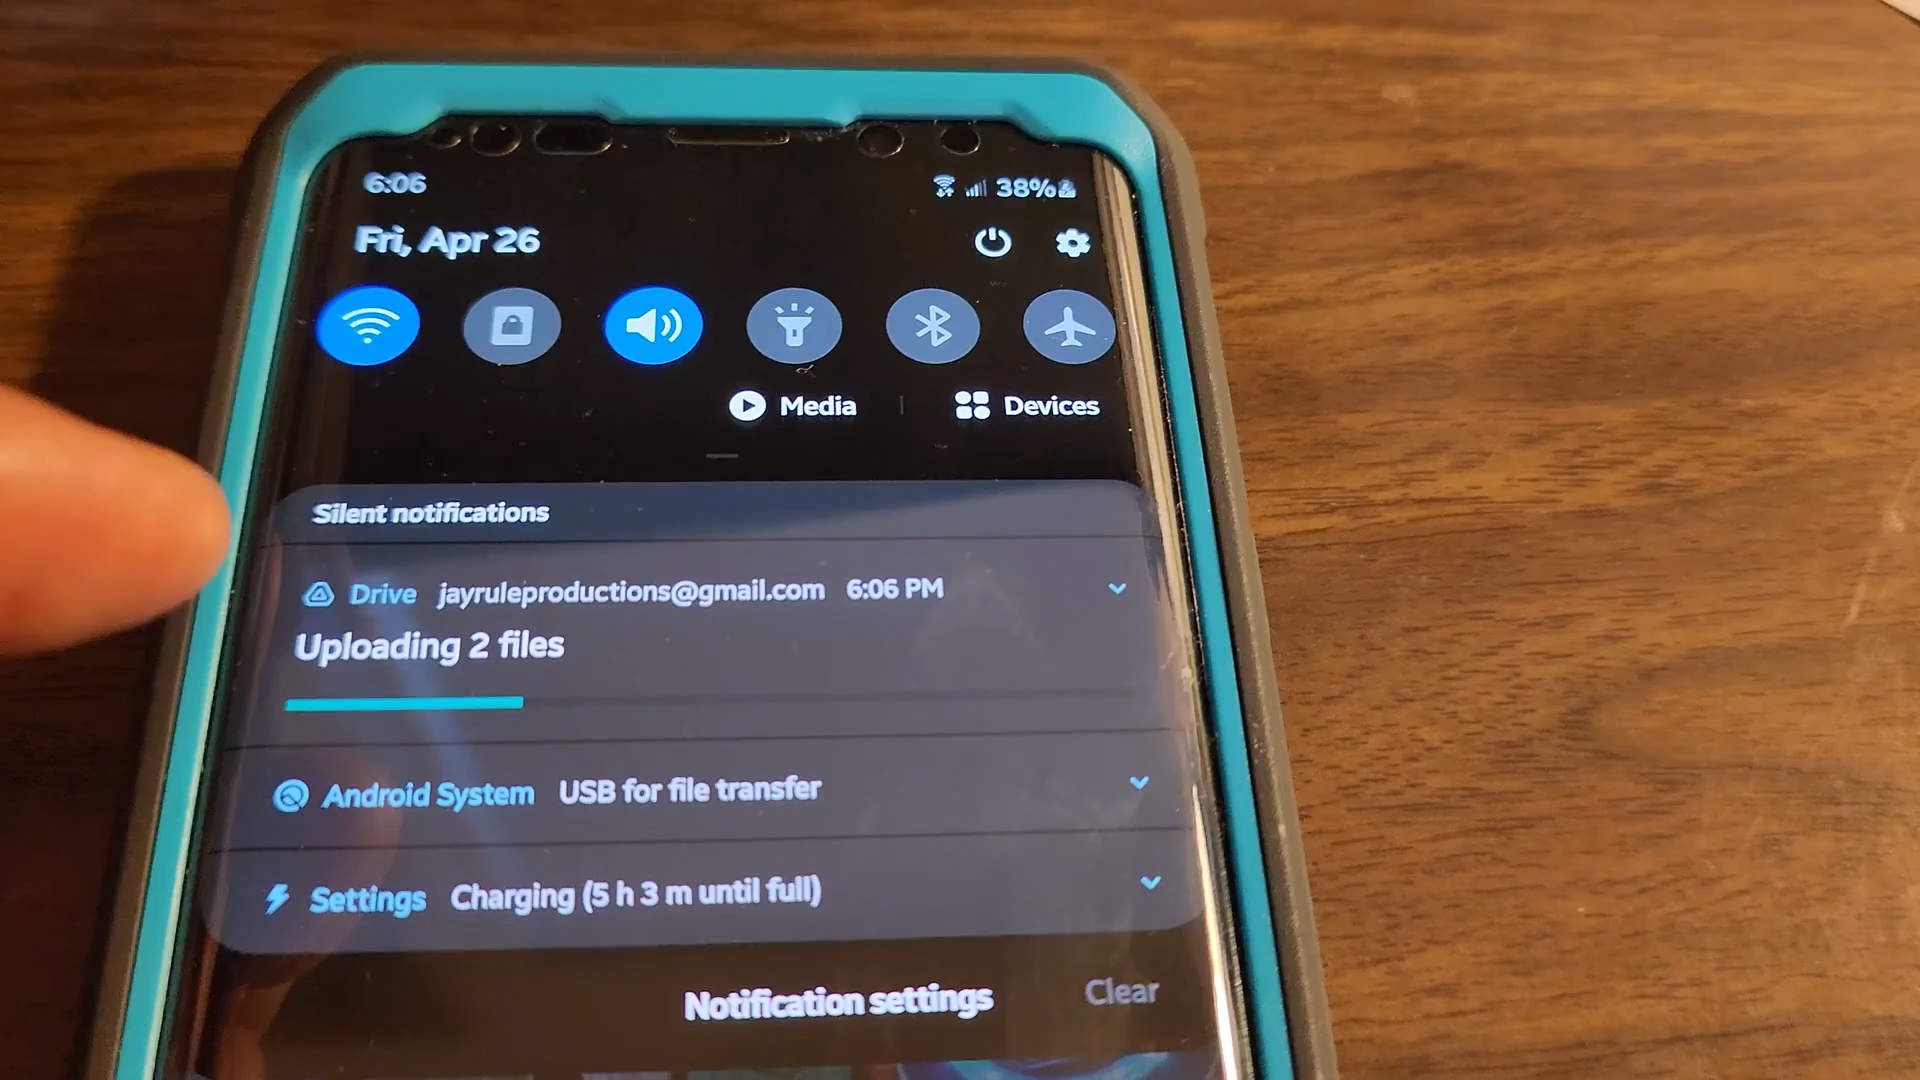 6:06 38%
Fri, Apr 26
Media | Devices
Silent notifications
Drive jayruleproductions@gmail.com 6:06 PM
Uploading 2 files
Android System USB for file transfer
Settings Charging (5 h 3 m until full)
Notification settings Clear